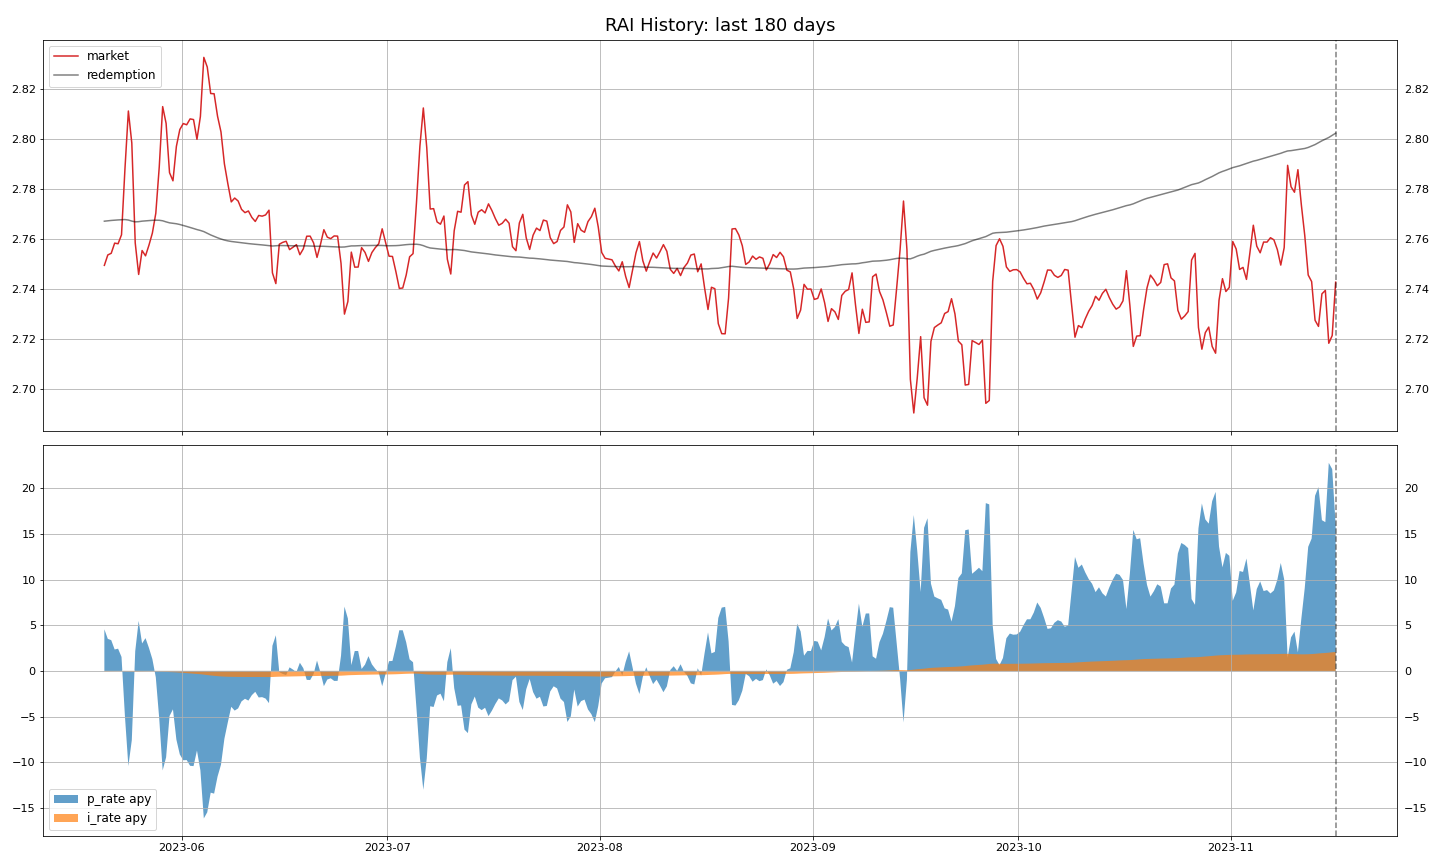 RAI History: last 180 days
market
redemption
2.82 2.82
2.80 2.80
2.78 2.78
2.76 2.76
2.74 2.74
2.72 2.72
2.70 2.70
20 20
15 15
10 10
5 5
0 0
−5 −5
−10 −10
−15 −15
p_rate apy
i_rate apy
2023-06 2023-07 2023-08 2023-09 2023-10 2023-11